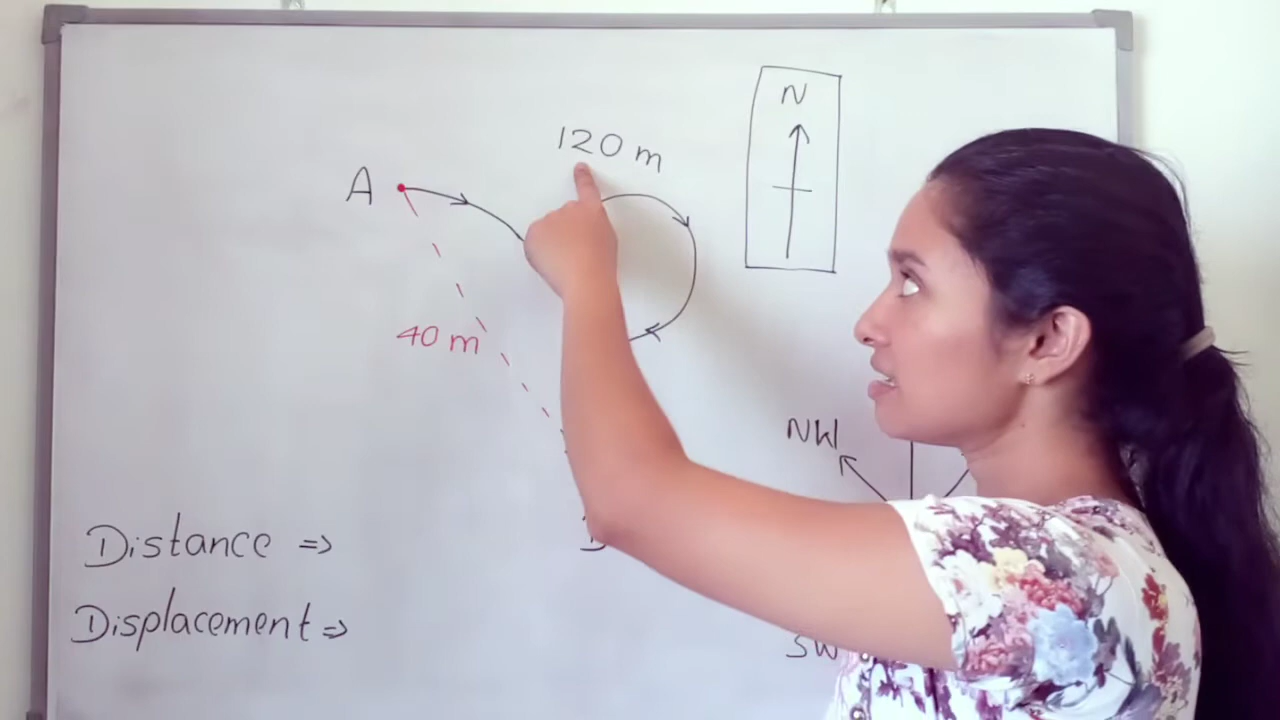 N
120 m
A
40 m
NW
Distance =>
Displacement =>
SW